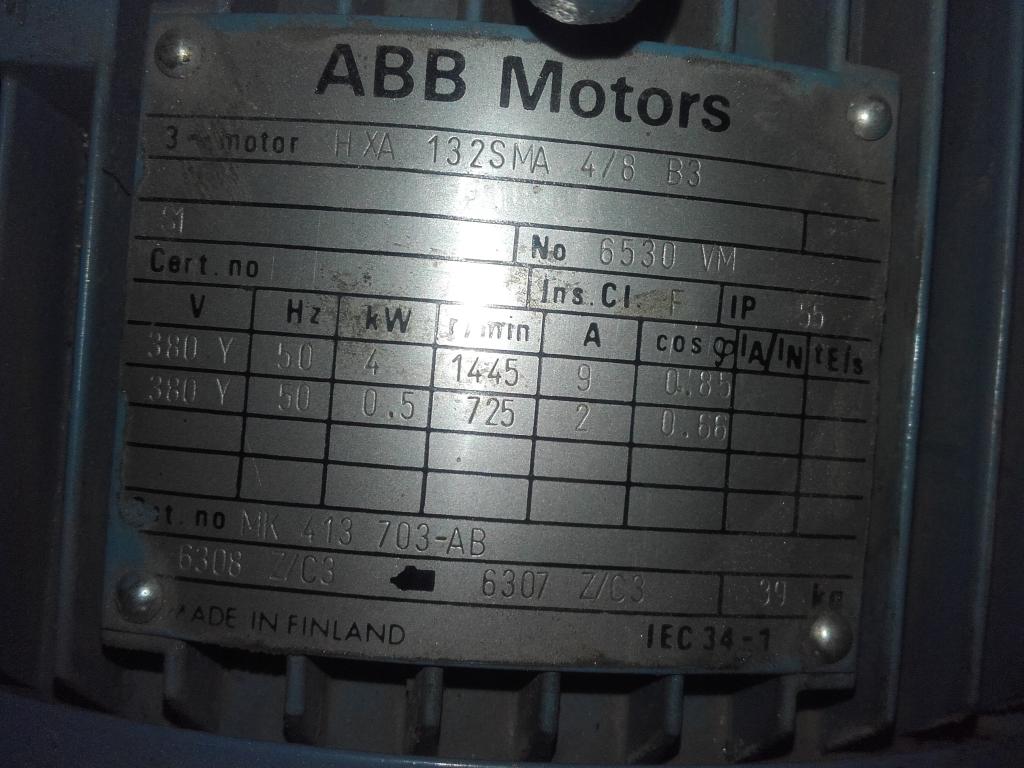 ABB Motors
3~ motor HXA 132SMA 4/8 B3
S1 No 6530 VM
Cert.no Ins.Cl F IP 55
V Hz kW r/min A cos φ IA/IN tE/s
380 Y 50 4 1445 9 0.85
380 Y 50 0.5 725 2 0.66
Cat.no MK 413 703-AB
6308 Z/C3 6307 Z/C3 39 kg
MADE IN FINLAND IEC 34-1